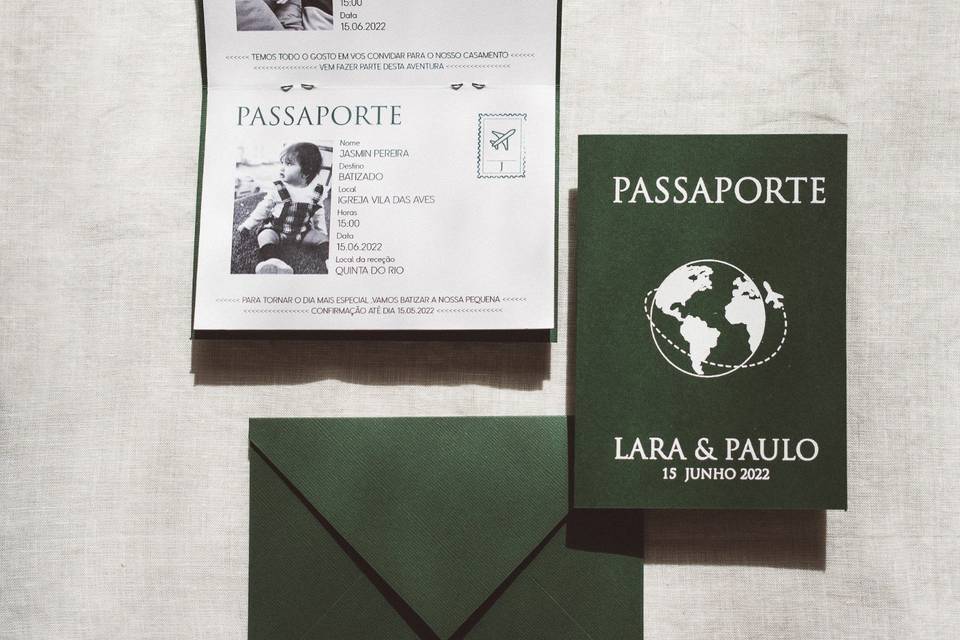 15:00
Data
15.06.2022
<<<<<< TEMOS TODO O GOSTO EM VOS CONVIDAR PARA O NOSSO CASAMENTO <<<<<<
<<<<<<<<<<<<<<<< VEM FAZER PARTE DESTA AVENTURA <<<<<<<<<<<<<<<<
PASSAPORTE
Nome
JASMIN PEREIRA
Destino
BATIZADO
Local
IGREJA VILA DAS AVES
Horas
15:00
Data
15.06.2022
Local da receção
QUINTA DO RIO
J
<<<<<< PARA TORNAR O DIA MAIS ESPECIAL ,VAMOS BATIZAR A NOSSA PEQUENA <<<<<<
<<<<<<<<<<<<<<<< CONFIRMAÇÃO ATÉ DIA 15.05.2022 <<<<<<<<<<<<<<<<
PASSAPORTE
LARA & PAULO
15 JUNHO 2022